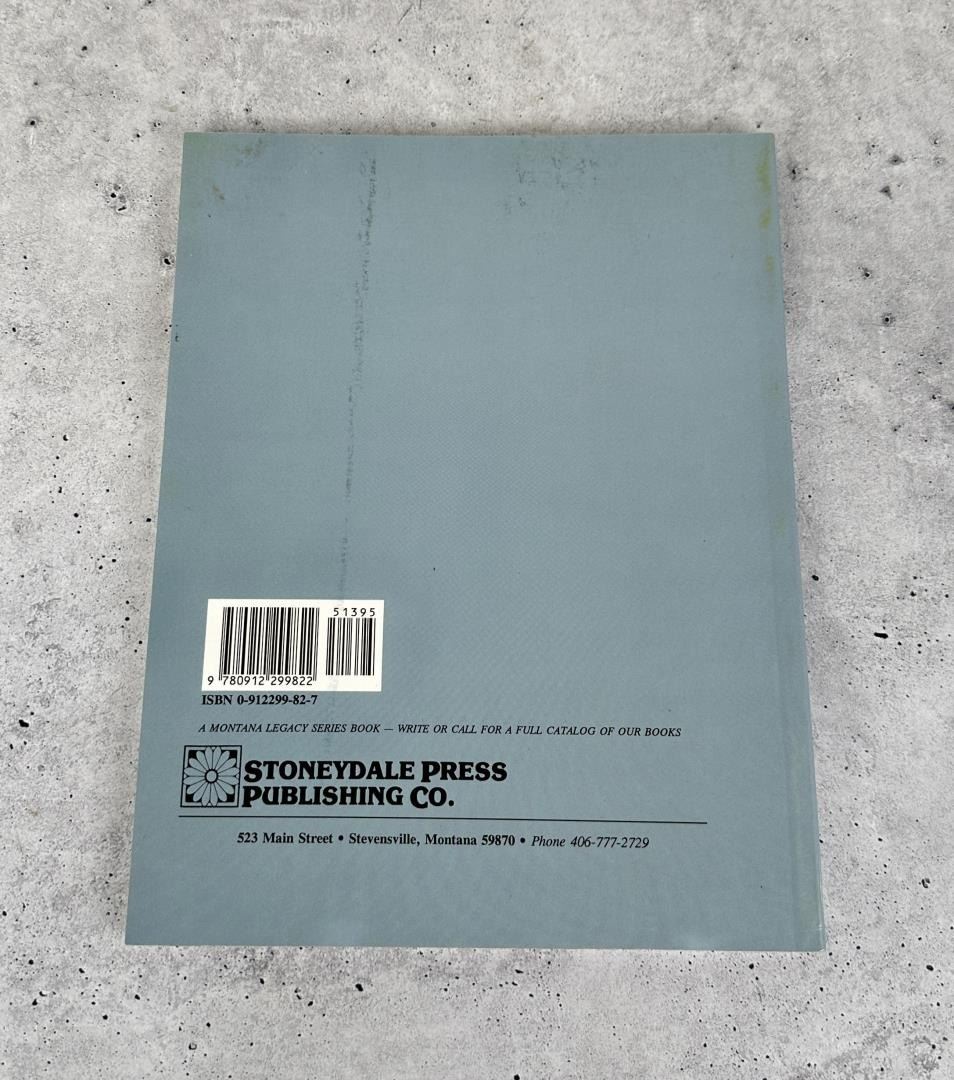 51395
9 780912 299822
ISBN 0-912299-82-7
A MONTANA LEGACY SERIES BOOK — WRITE OR CALL FOR A FULL CATALOG OF OUR BOOKS
STONEYDALE PRESS
PUBLISHING CO.
523 Main Street • Stevensville, Montana 59870 • Phone 406-777-2729